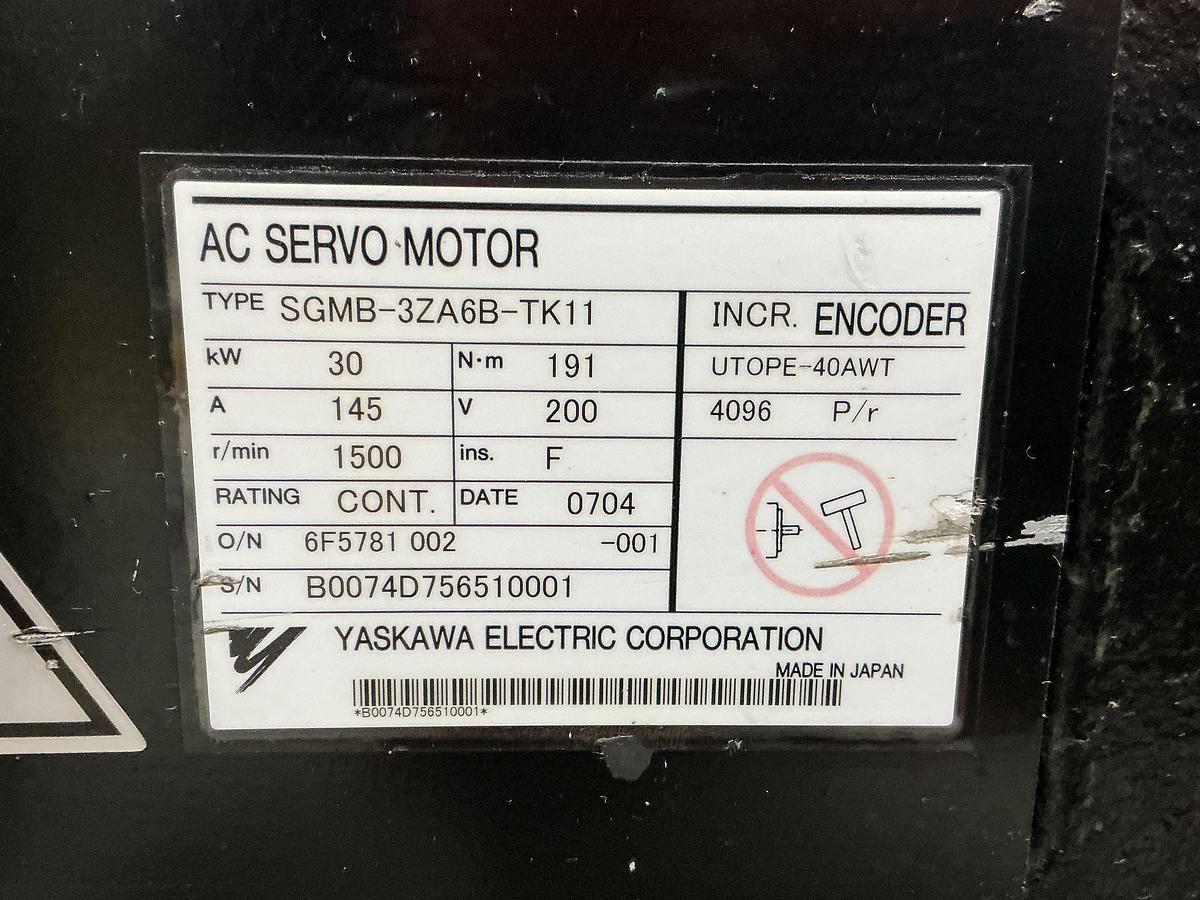 AC SERVO MOTOR
TYPE SGMB-3ZA6B-TK11
INCR. ENCODER
kW 30 N·m 191
UTOPE-40AWT
A 145 V 200
4096 P/r
r/min 1500 ins. F
RATING CONT. DATE 0704
O/N 6F5781 002 -001
S/N B0074D756510001
YASKAWA ELECTRIC CORPORATION
MADE IN JAPAN
*B0074D756510001*